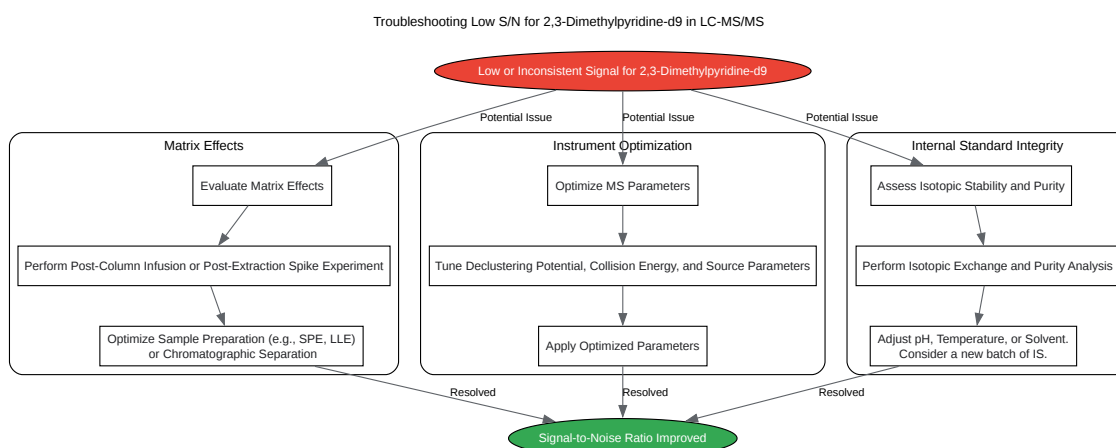 Troubleshooting Low S/N for 2,3-Dimethylpyridine-d9 in LC-MS/MS
Low or Inconsistent Signal for 2,3-Dimethylpyridine-d9
Potential Issue
Potential Issue
Potential Issue
Matrix Effects
Instrument Optimization
Internal Standard Integrity
Evaluate Matrix Effects
Optimize MS Parameters
Assess Isotopic Stability and Purity
Perform Post-Column Infusion or Post-Extraction Spike Experiment
Tune Declustering Potential, Collision Energy, and Source Parameters
Perform Isotopic Exchange and Purity Analysis
Optimize Sample Preparation (e.g., SPE, LLE)
or Chromatographic Separation
Apply Optimized Parameters
Adjust pH, Temperature, or Solvent.
Consider a new batch of IS.
Resolved
Resolved
Resolved
Signal-to-Noise Ratio Improved